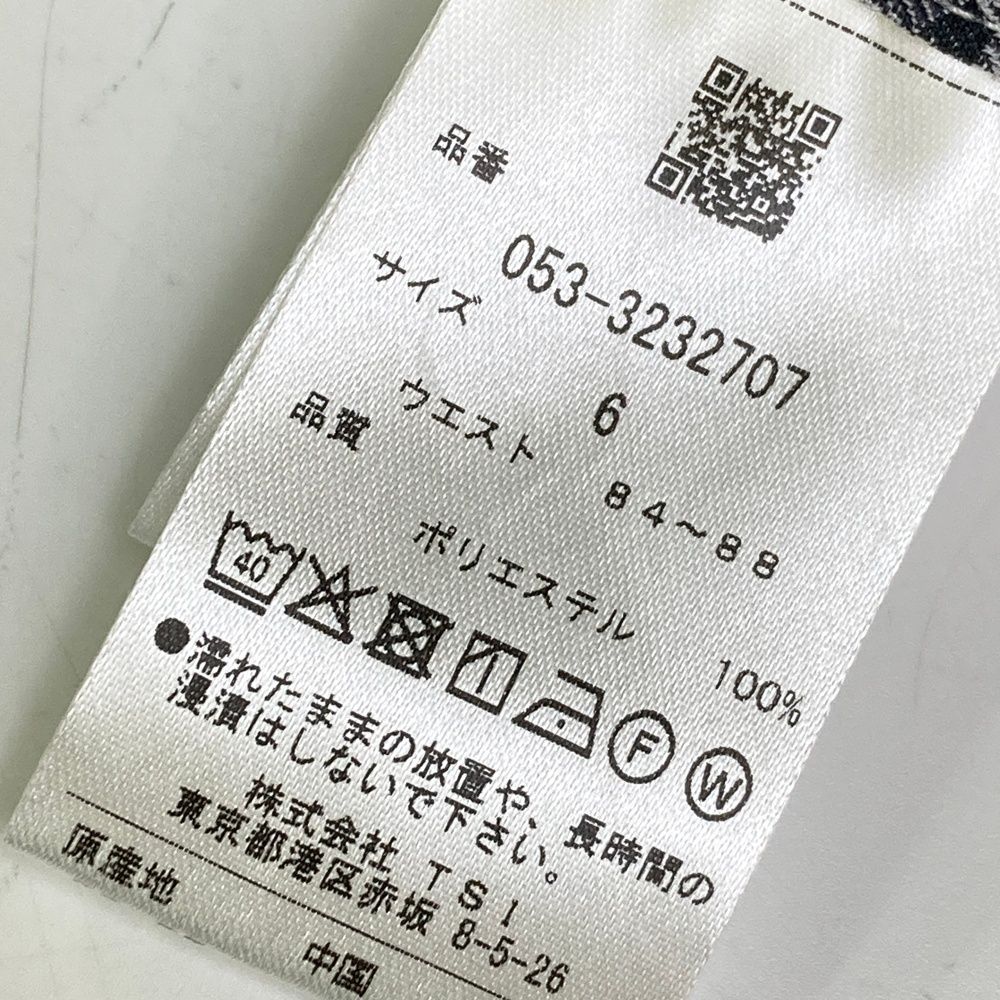 品番
053-3232707
サイズ 6
ウエスト 84〜88
品質
ポリエステル 100%
40
F W
●濡れたままの放置や、長時間の
浸漬はしないで下さい。
株式会社 TSI
東京都港区赤坂 8-5-26
原産地
中国